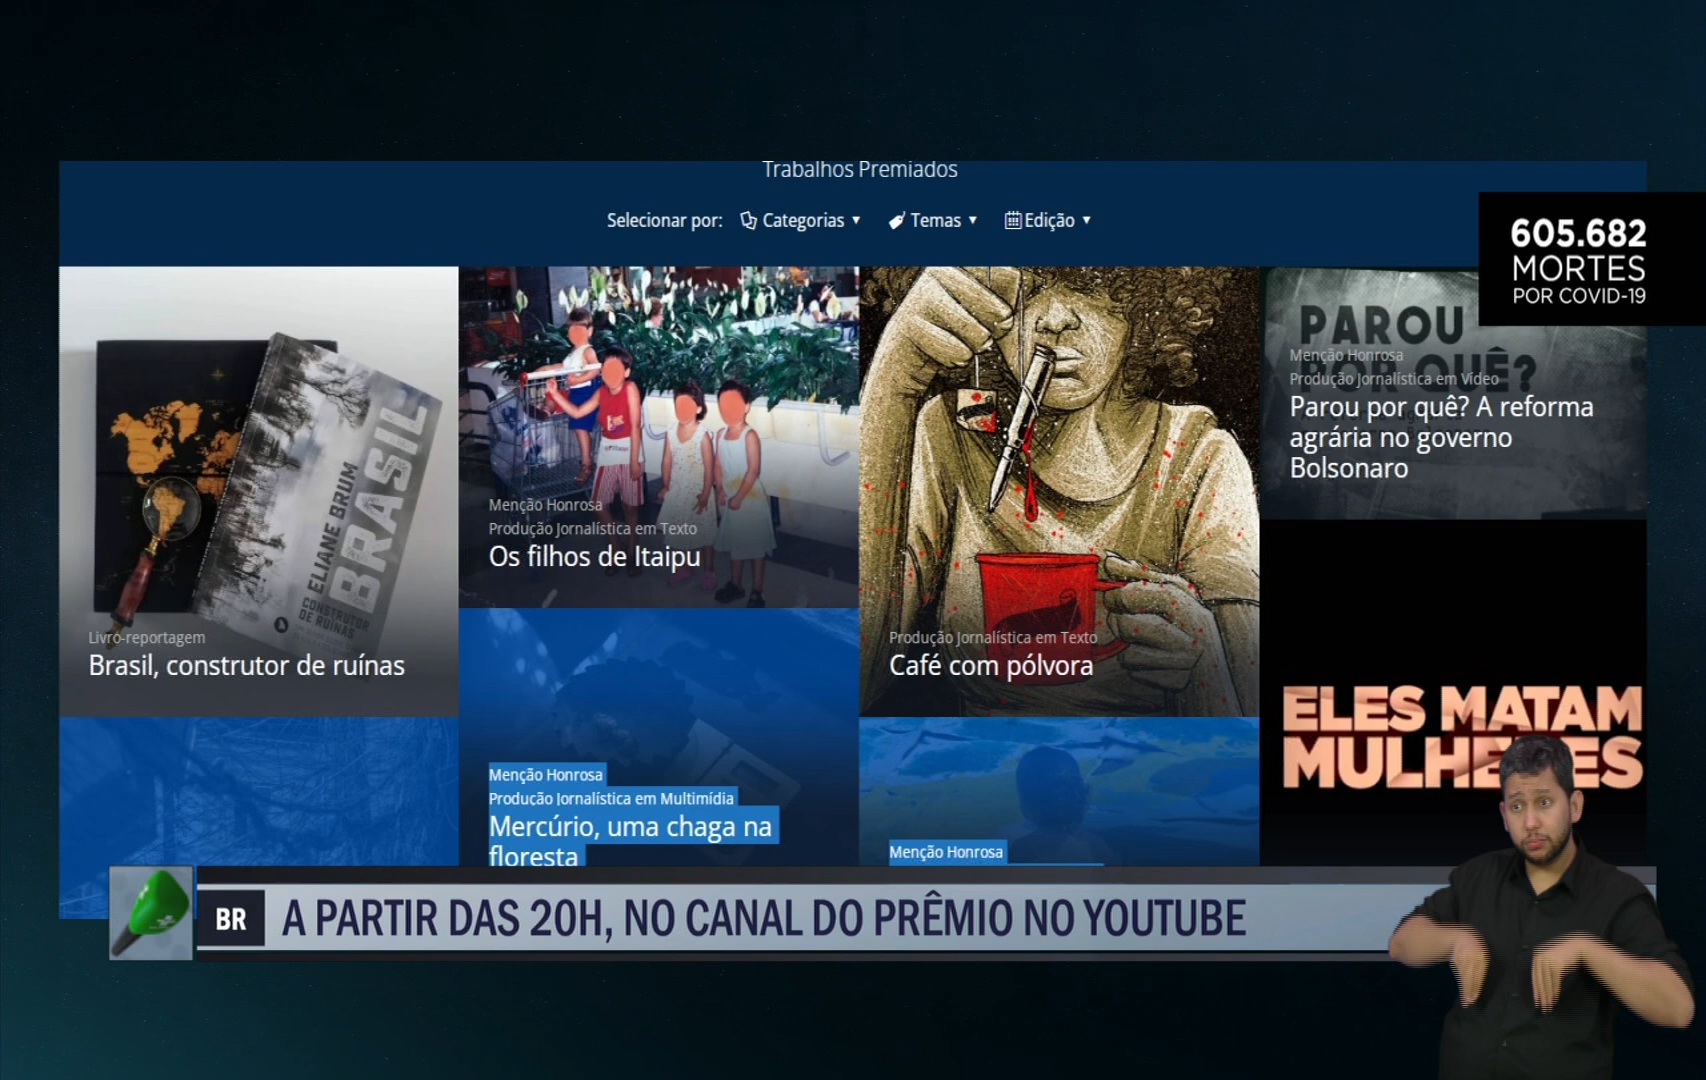 Trabalhos Premiados
Selecionar por: Categorias ▼ Temas ▼ Edição ▼
605.682
MORTES
POR COVID-19
ELIANE BRUM
BRASIL
CONSTRUTOR
DE RUÍNAS
Livro-reportagem
Brasil, construtor de ruínas
Menção Honrosa
Produção Jornalística em Texto
Os filhos de Itaipu
Produção Jornalística em Texto
Café com pólvora
PAROU
POR QUÊ?
Menção Honrosa
Produção Jornalística em Vídeo
Parou por quê? A reforma
agrária no governo
Bolsonaro
Menção Honrosa
Produção Jornalística em Multimídia
Mercúrio, uma chaga na
floresta
Menção Honrosa
ELES MATAM
MULHERES
BR
A PARTIR DAS 20H, NO CANAL DO PRÊMIO NO YOUTUBE